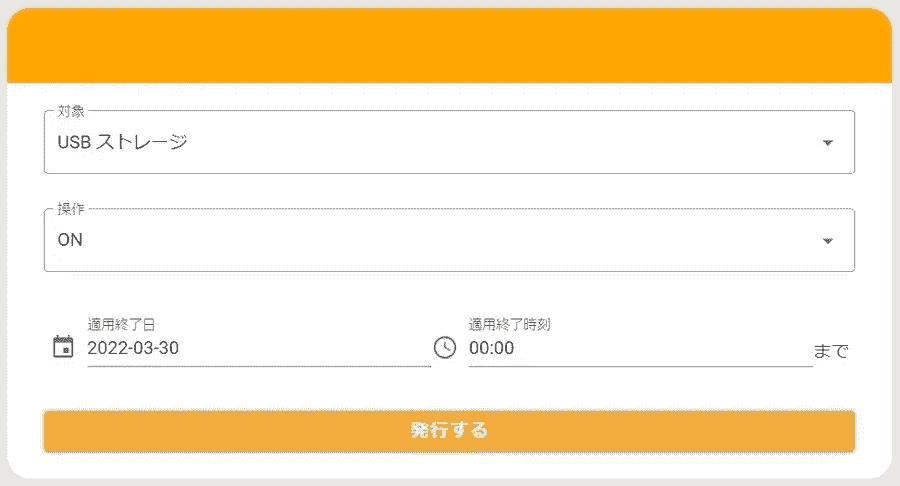 対象
USB ストレージ
操作
ON
適用終了日 適用終了時刻
2022-03-30 00:00 まで
発行する